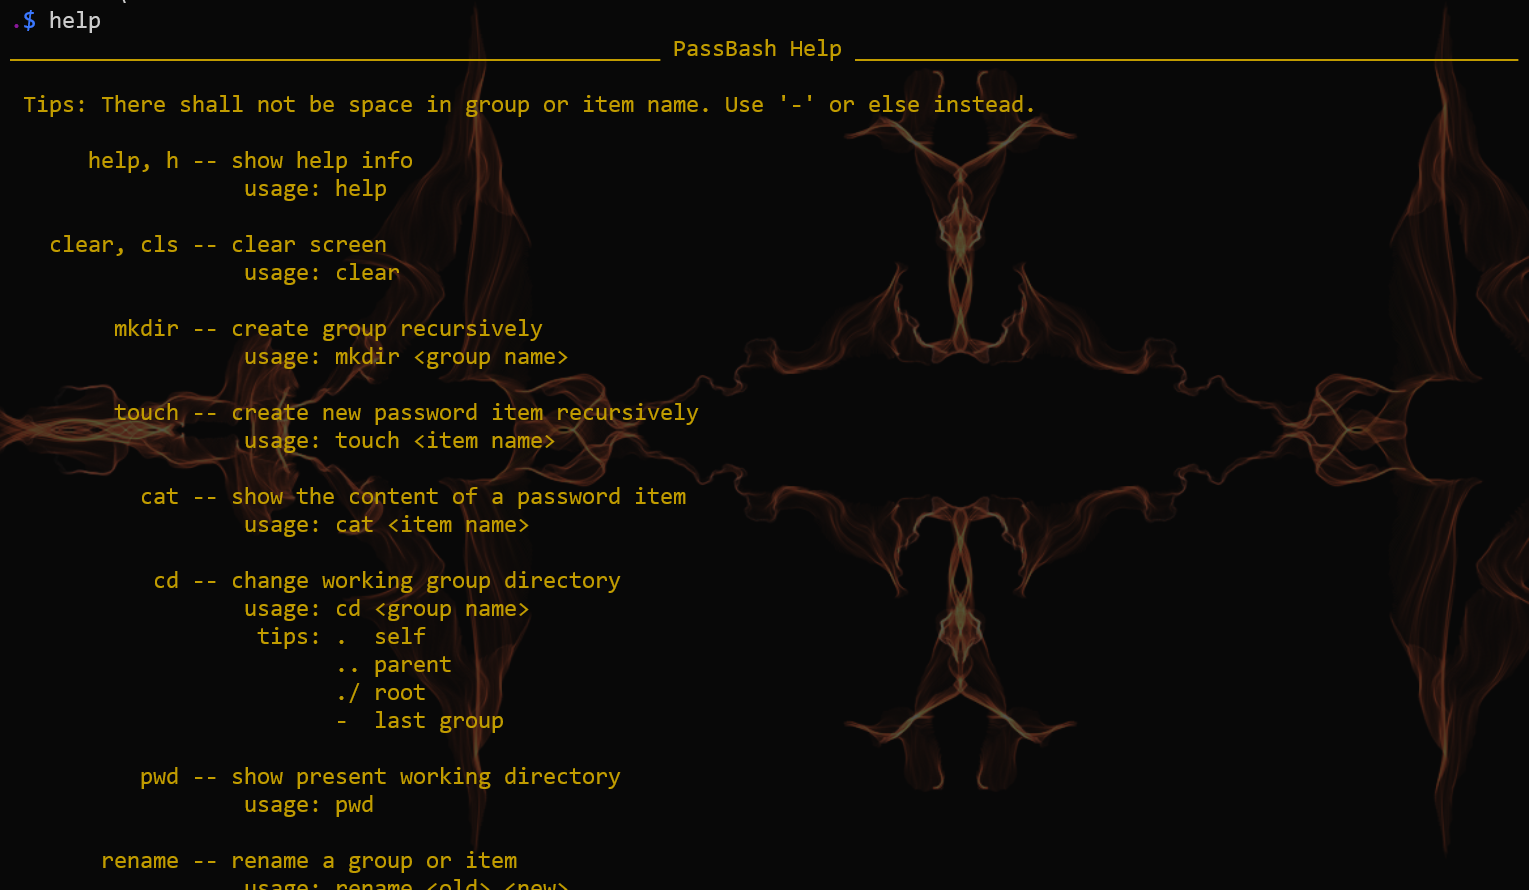 .$ help
PassBash Help
Tips: There shall not be space in group or item name. Use '-' or else instead.
help, h -- show help info
usage: help
clear, cls -- clear screen
usage: clear
mkdir -- create group recursively
usage: mkdir <group name>
touch -- create new password item recursively
usage: touch <item name>
cat -- show the content of a password item
usage: cat <item name>
cd -- change working group directory
usage: cd <group name>
tips: .  self
.. parent
./ root
-  last group
pwd -- show present working directory
usage: pwd
rename -- rename a group or item
usage: rename <old> <new>